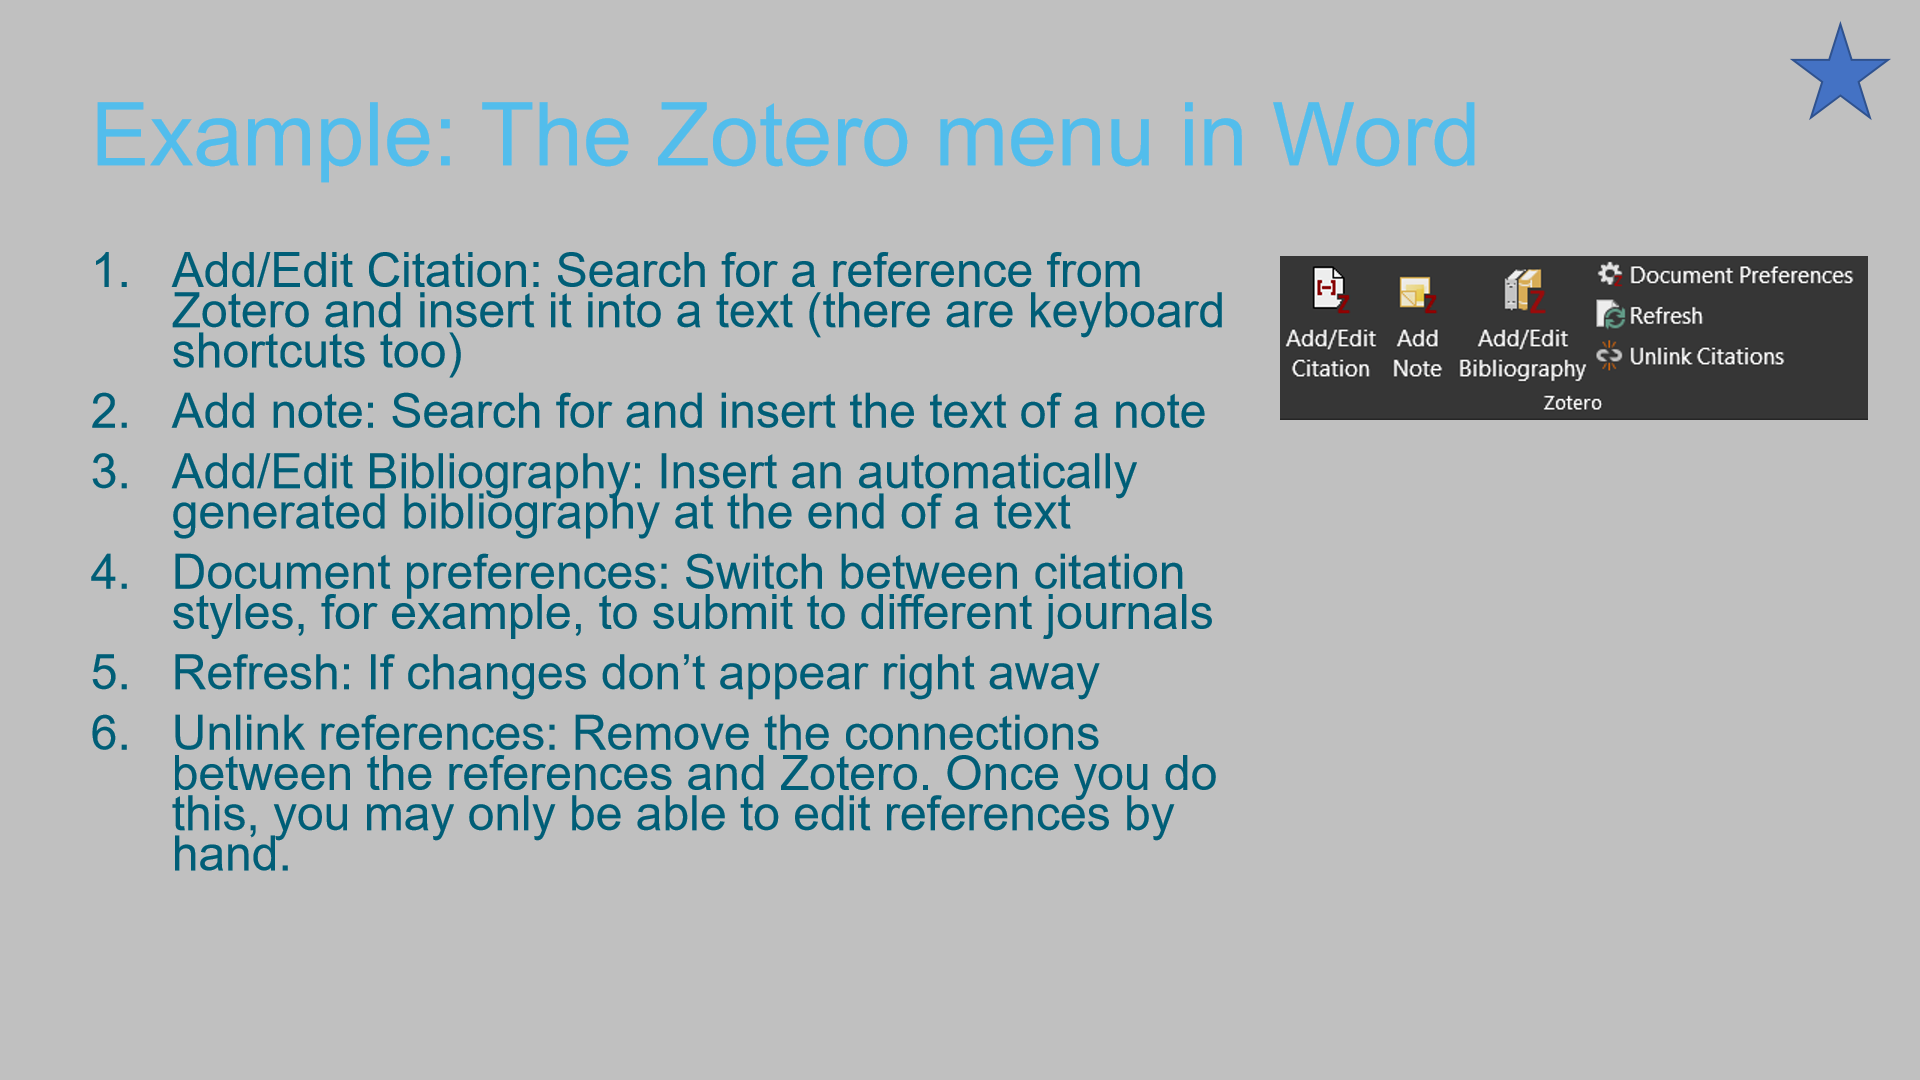 Example: The Zotero menu in Word
1. Add/Edit Citation: Search for a reference from
Zotero and insert it into a text (there are keyboard
shortcuts too)
2. Add note: Search for and insert the text of a note
3. Add/Edit Bibliography: Insert an automatically
generated bibliography at the end of a text
4. Document preferences: Switch between citation
styles, for example, to submit to different journals
5. Refresh: If changes don’t appear right away
6. Unlink references: Remove the connections
between the references and Zotero. Once you do
this, you may only be able to edit references by
hand.
Add/Edit
Citation
Add
Note
Add/Edit
Bibliography
Document Preferences
Refresh
Unlink Citations
Zotero